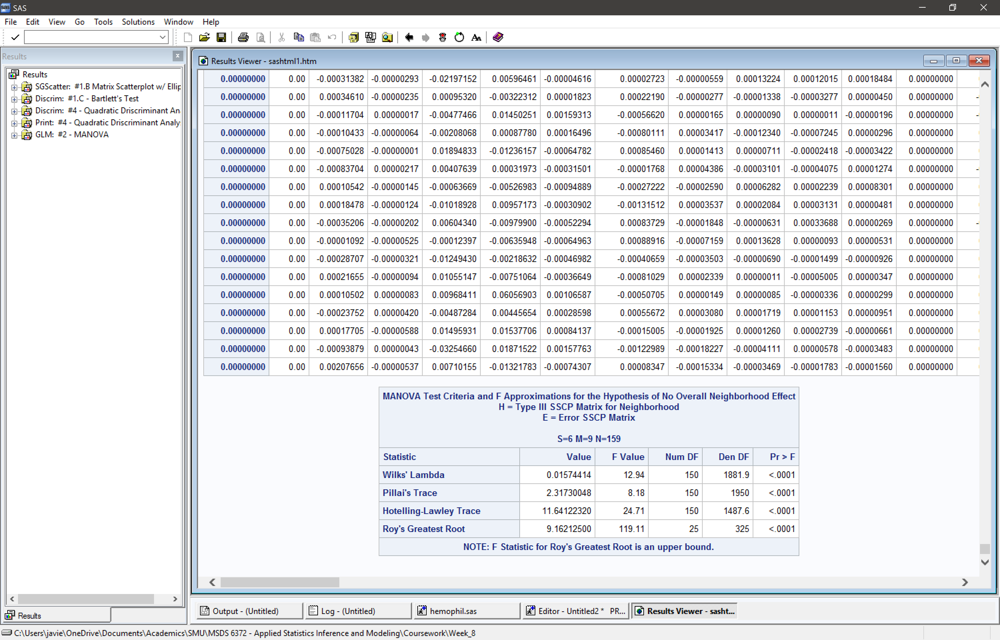 SAS
File Edit View Go Tools Solutions Window Help
Results
Results
SGScatter: #1.B Matrix Scatterplot w/ Ellip
Discrim: #1.C - Bartlett's Test
Discrim: #4 - Quadratic Driscriminant An
Print: #4 - Quadratic Driscriminant Analy
GLM: #2 - MANOVA
Results
Results Viewer - sashtml1.htm
0.00000000 0.00 -0.00031382 -0.00000293 -0.02197152 0.00596461 -0.00004616 0.00002723 -0.00000559 0.00013224 0.00012015 0.00018484 0.00000000
0.00000000 0.00 0.00034610 -0.00000235 0.00095320 -0.00322312 0.00001823 0.00022190 -0.00000277 -0.00001338 -0.00003277 0.00000450 0.00000000 -
0.00000000 0.00 -0.00011704 0.00000017 -0.00477466 0.01450251 0.00159313 -0.00056620 0.00000165 0.00000090 0.00000011 -0.00000196 0.00000000 -
0.00000000 0.00 -0.00010433 -0.00000064 -0.00208068 0.00087780 0.00016496 -0.00080111 0.00003417 -0.00012340 -0.00007245 0.00000296 0.00000000
0.00000000 0.00 -0.00075028 -0.00000001 0.01894833 -0.01236157 -0.00064782 0.00085460 0.00001413 0.00000711 -0.00002418 -0.00003422 0.00000000
0.00000000 0.00 -0.00083704 0.00000217 0.00407639 0.00031973 -0.00031501 -0.00001768 0.00004386 -0.00003101 -0.00004075 0.00001274 0.00000000 -
0.00000000 0.00 0.00010542 -0.00000145 -0.00063669 -0.00526983 -0.00094889 -0.00027222 -0.00002590 0.00006282 0.00002239 0.00008301 0.00000000
0.00000000 0.00 0.00018478 -0.00000124 -0.01018928 0.00957173 -0.00030902 -0.00131512 0.00003537 0.00002084 0.00003131 0.00000481 0.00000000
0.00000000 0.00 -0.00035206 -0.00000202 0.00604340 -0.00979900 -0.00052294 0.00083729 -0.00001848 -0.00000631 0.00033688 0.00000269 0.00000000 -
0.00000000 0.00 -0.00001092 -0.00000525 -0.00012397 -0.00635948 -0.00064963 0.00088916 -0.00007159 0.00013628 0.00000093 0.00000531 0.00000000
0.00000000 0.00 -0.00028707 -0.00000321 -0.01249430 -0.00218632 -0.00046982 -0.00040659 -0.00003503 -0.00000690 -0.00001499 -0.00000926 0.00000000
0.00000000 0.00 0.00021655 -0.00000094 0.01055147 -0.00751064 -0.00036649 -0.00081029 0.00002339 0.00000011 -0.00005005 0.00000347 0.00000000
0.00000000 0.00 0.00010502 0.00000083 0.00968411 0.06056903 0.00106587 -0.00050705 0.00000149 0.00000085 -0.00000336 0.00000299 0.00000000
0.00000000 0.00 -0.00023752 0.00000420 -0.00487284 0.00445654 0.00028598 0.00055672 0.00003080 0.00001719 0.00001153 0.00000951 0.00000000
0.00000000 0.00 0.00017705 -0.00000588 0.01495931 0.01537706 0.00084137 -0.00015005 -0.00001925 0.00001260 0.00002739 -0.00000661 0.00000000
0.00000000 0.00 -0.00093879 0.00000043 -0.03254660 0.01871522 0.00157763 -0.00122989 -0.00018227 -0.00004111 0.00000578 -0.00003483 0.00000000
0.00000000 0.00 0.00207656 -0.00000537 0.00710155 -0.01321783 -0.00074307 0.00008347 -0.00015334 -0.00003469 -0.00001783 -0.00001560 0.00000000
MANOVA Test Criteria and F Approximations for the Hypothesis of No Overall Neighborhood Effect
H = Type III SSCP Matrix for Neighborhood
E = Error SSCP Matrix
S=6 M=9 N=159
Statistic Value F Value Num DF Den DF Pr > F
Wilks' Lambda 0.01574414 12.94 150 1881.9 <.0001
Pillai's Trace 2.31730048 8.18 150 1950 <.0001
Hotelling-Lawley Trace 11.64122320 24.71 150 1487.6 <.0001
Roy's Greatest Root 9.16212500 119.11 25 325 <.0001
NOTE: F Statistic for Roy's Greatest Root is an upper bound.
Output - (Untitled) Log - (Untitled) hemophil.sas Editor - Untitled2 * PR... Results Viewer - sasht...
C:\Users\javie\OneDrive\Documents\Academics\SMU\MSDS 6372 - Applied Statistics Inference and Modeling\Coursework\Week_8